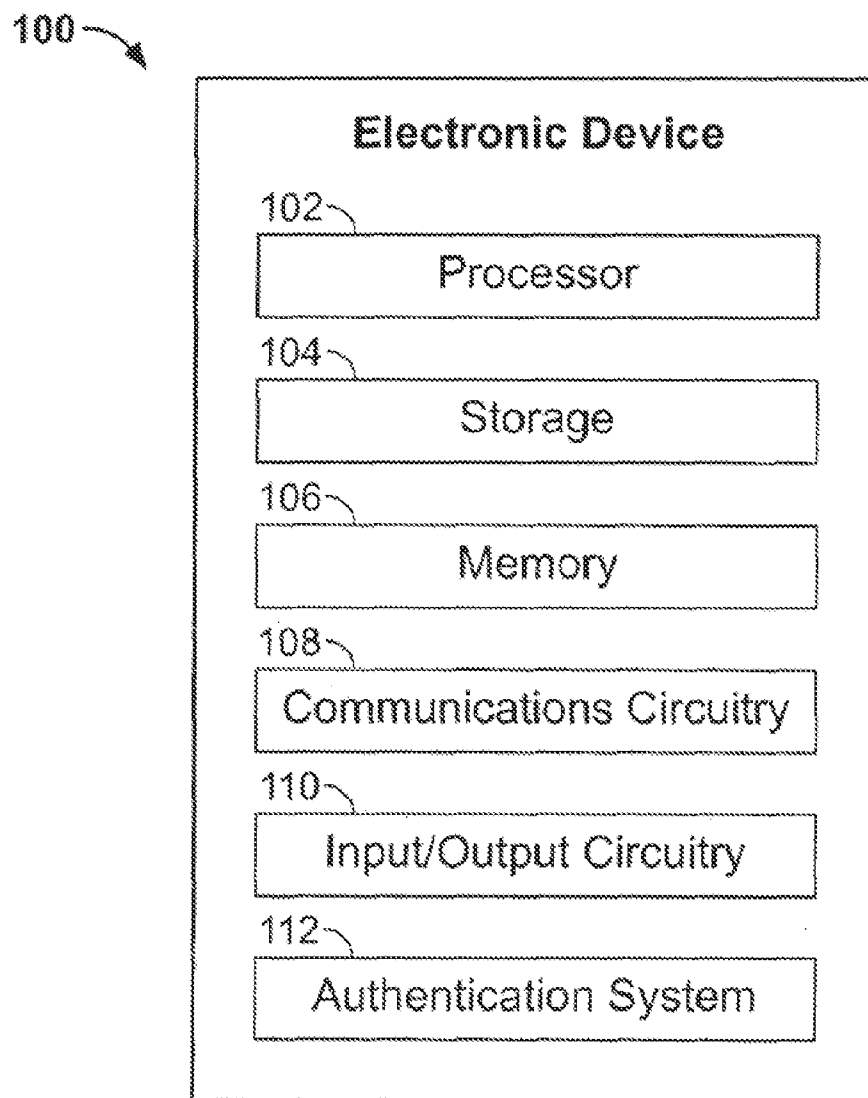 100
Electronic Device
102
Processor
104
Storage
106
Memory
108
Communications Circuitry
110
Input/Output Circuitry
112
Authentication System